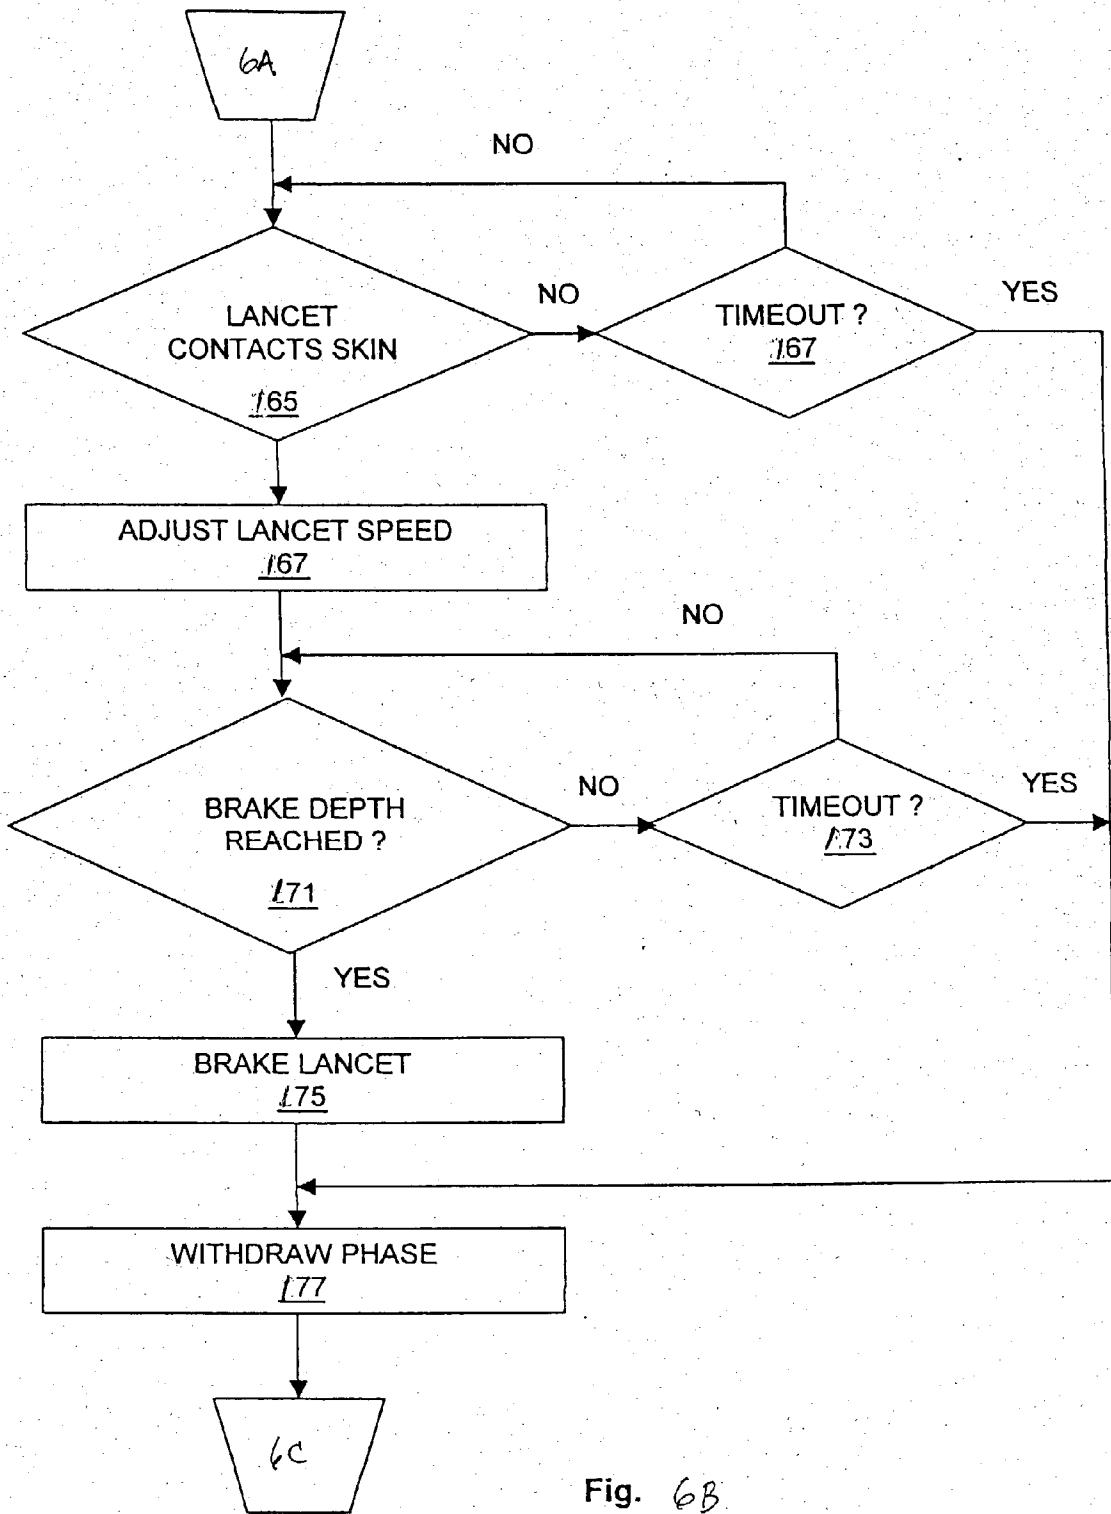 6A
NO
LANCET
CONTACTS SKIN
165
NO
TIMEOUT ?
167
YES
ADJUST LANCET SPEED
167
NO
BRAKE DEPTH
REACHED ?
171
NO
TIMEOUT ?
173
YES
YES
BRAKE LANCET
175
WITHDRAW PHASE
177
6C
Fig. 6B